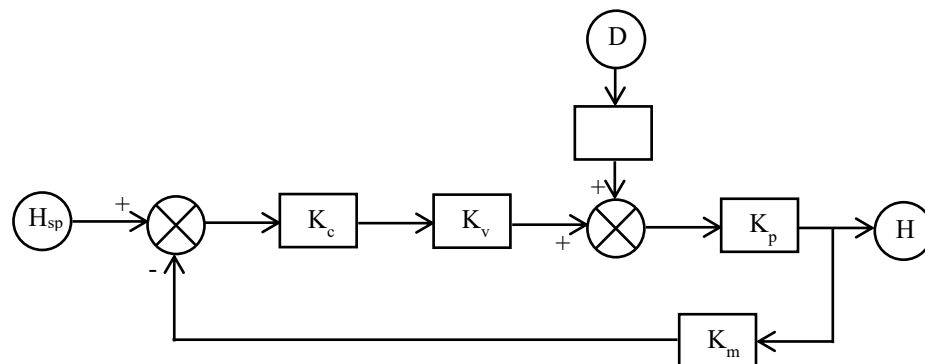 D
+
+
H_sp
K_c
K_v
+
K_p
H
-
K_m